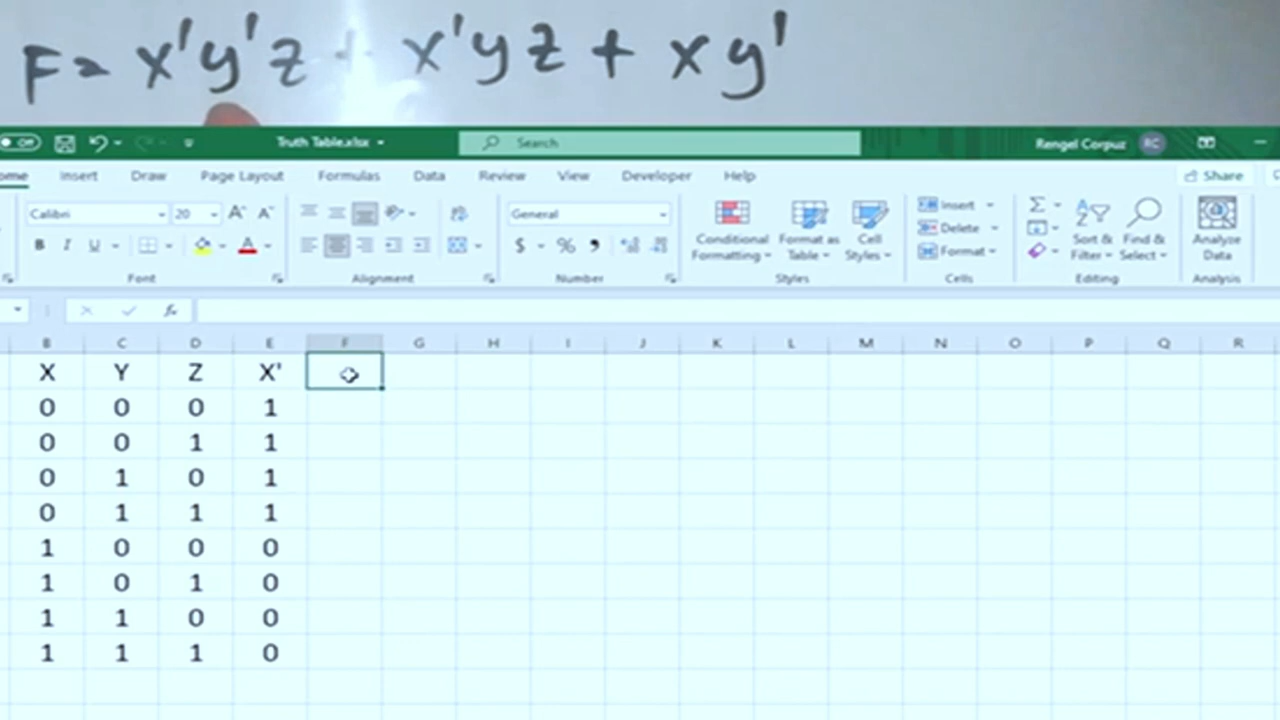 F = x'y'z + x'yz + xy'
Off Truth Table.xlsx Search Rengel Corpuz RC
ome Insert Draw Page Layout Formulas Data Review View Developer Help Share
Calibri 20 A A General Insert
B I U A $ % Conditional Formatting Format as Table Cell Styles Delete Format Sort & Filter Find & Select Analyze Data
Font Alignment Number Styles Cells Editing Analysis
fx
B C D E F G H I J K L M N O P Q R
X Y Z X'
0 0 0 1
0 0 1 1
0 1 0 1
0 1 1 1
1 0 0 0
1 0 1 0
1 1 0 0
1 1 1 0